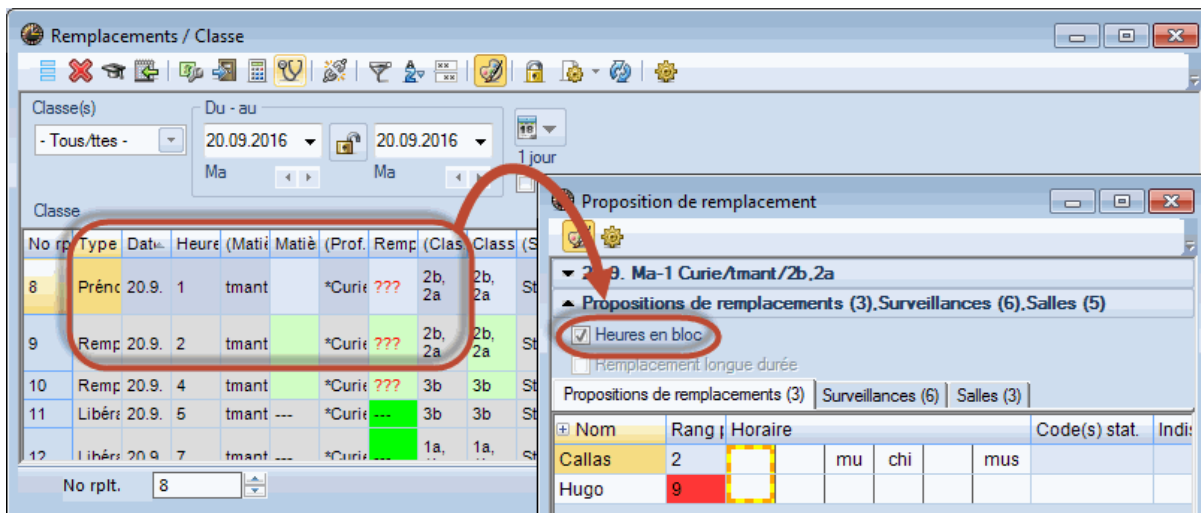 Remplacements / Classe
Classe(s)
Du - au
- Tous/ttes -
20.09.2016
20.09.2016
Ma
Ma
1 jour
Classe
No rp Type Dat Heure (Matiè Matiè (Prof. Remp (Clas Class (S
8 Préno 20.9. 1 tmant *Curie ??? 2b, 2a 2b, 2a St
9 Remp 20.9. 2 tmant *Curie ??? 2b, 2a 2b, 2a St
10 Remp 20.9. 4 tmant *Curie ??? 3b 3b St
11 Libéra 20.9. 5 tmant --- *Curie --- 3b 3b St
12 Libéra 20.9. 7 tmant --- *Curie --- 1a, 1a, St
No rplt. 8
Proposition de remplacement
9. Ma-1 Curie/tmant/2b,2a
Propositions de remplacements (3),Surveillances (6),Salles (5)
Heures en bloc
Remplacement longue durée
Propositions de remplacements (3) Surveillances (6) Salles (3)
Nom Rang p Horaire Code(s) stat. Indis
Callas 2 mu chi mus
Hugo 9